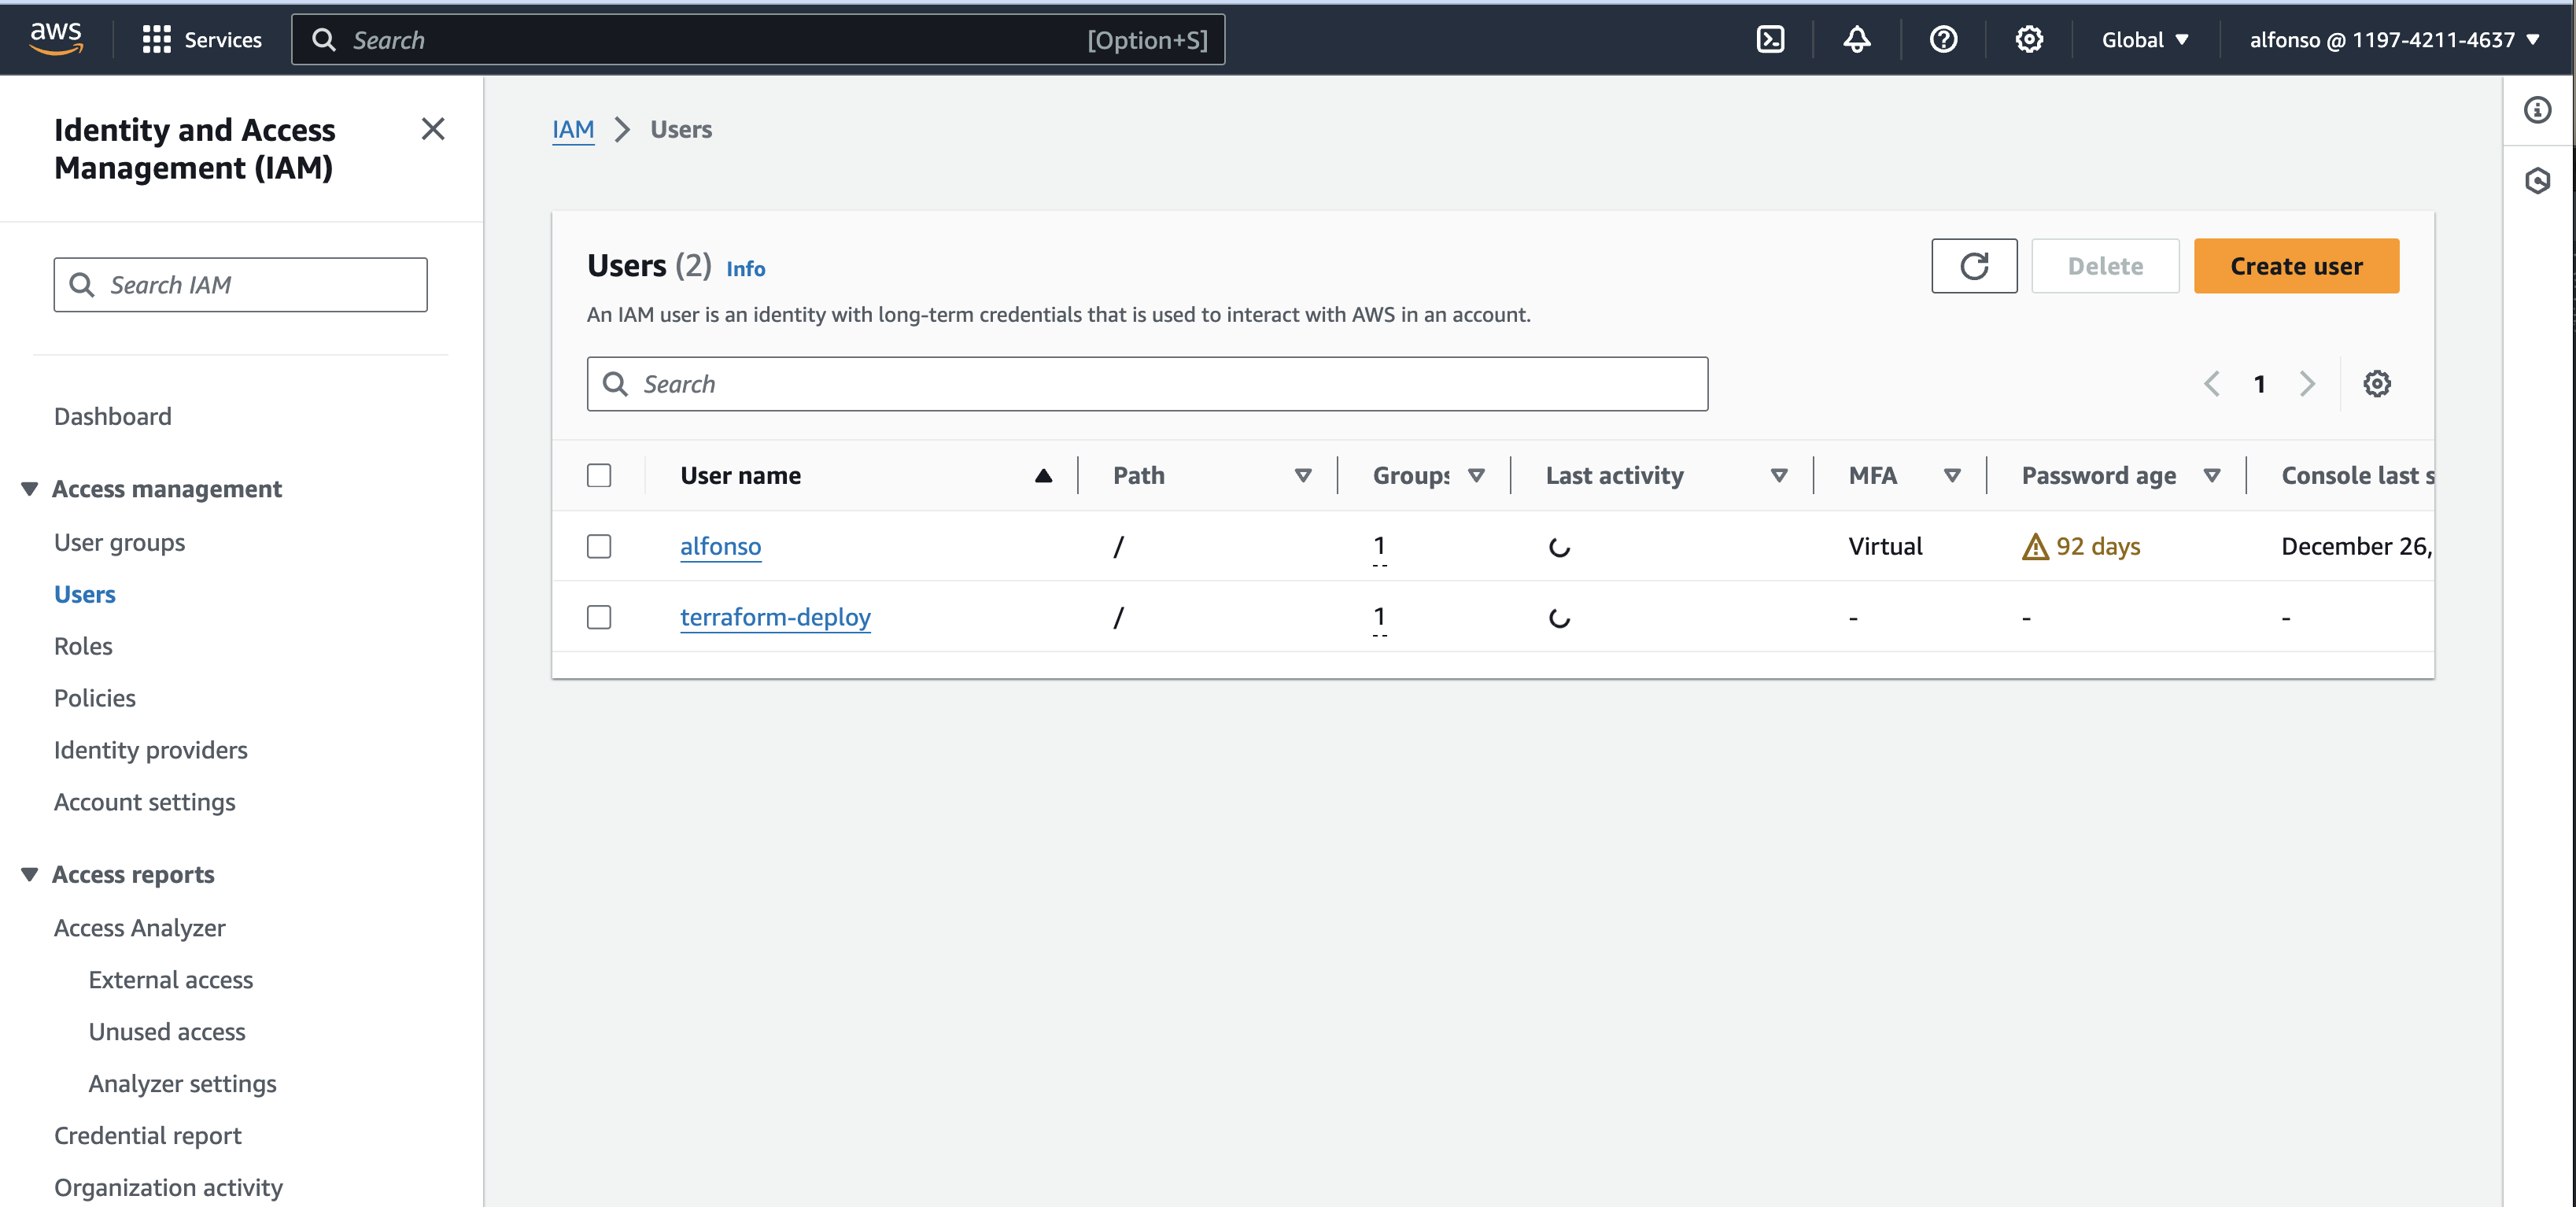 aws
Services
Search
[Option+S]
Global
alfonso @ 1197-4211-4637
Identity and Access
Management (IAM)
Search IAM
Dashboard
Access management
User groups
Users
Roles
Policies
Identity providers
Account settings
Access reports
Access Analyzer
External access
Unused access
Analyzer settings
Credential report
Organization activity
IAM > Users
Users (2) Info
Delete
Create user
An IAM user is an identity with long-term credentials that is used to interact with AWS in an account.
Search
1
User name Path Groups Last activity MFA Password age Console last s
alfonso / 1 Virtual 92 days December 26,
terraform-deploy / 1 - - -